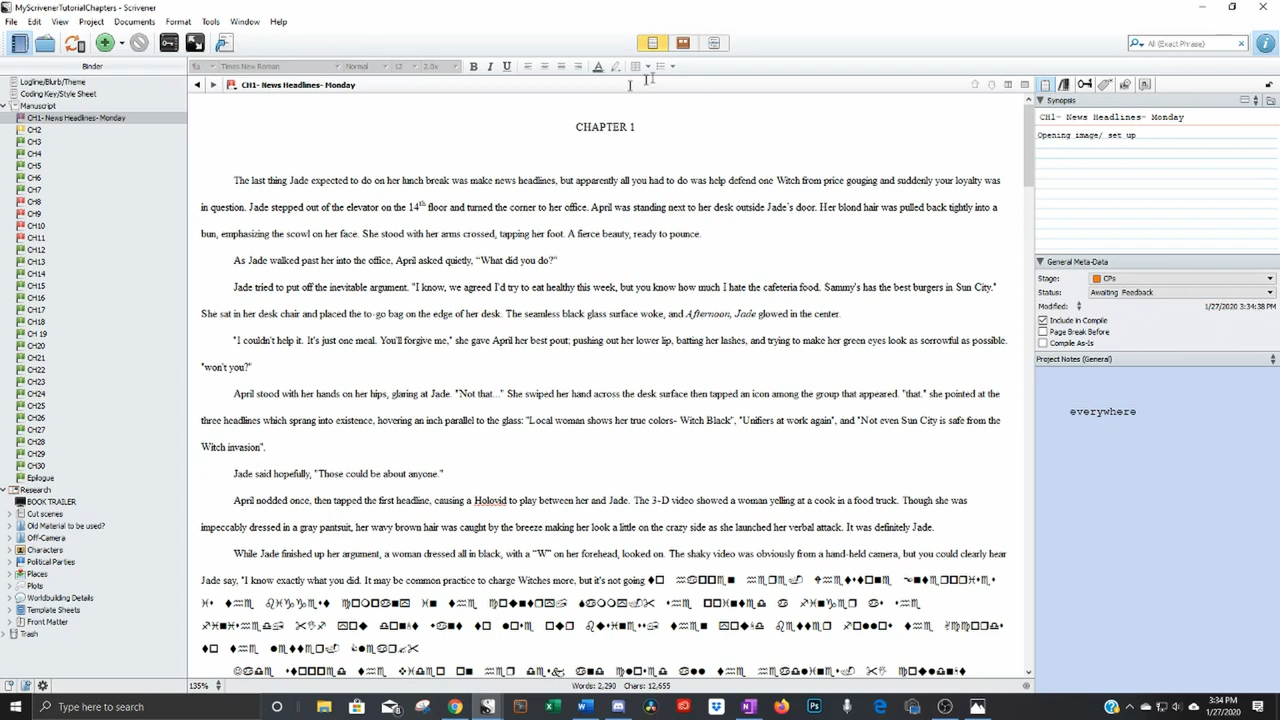 MyScrivenerTutorialChapters - Scrivener
File Edit View Project Documents Format Tools Window Help
All (Exact Phrase)
Binder
Times New Roman Normal 12 2.0x B I U A
Logline/Blurb/Theme
Coding Key/Style Sheet
Manuscript
CH1- News Headlines- Monday
CH2
CH3
CH4
CH5
CH6
CH7
CH8
CH9
CH10
CH11
CH12
CH13
CH14
CH15
CH16
CH17
CH18
CH 19
CH20
CH21
CH22
CH23
CH24
CH25
CH26
CH27
CH28
CH29
CH30
Epilogue
Research
BOOK TRAILER
Cut scenes
Old Material to be used?
Off-Camera
Characters
Political Parties
Places
Plots
Worldbuilding Details
Template Sheets
Front Matter
Trash
CH1- News Headlines- Monday
CHAPTER 1
The last thing Jade expected to do on her lunch break was make news headlines, but apparently all you had to do was help defend one Witch from price gouging and suddenly your loyalty was
in question. Jade stepped out of the elevator on the 14th floor and turned the corner to her office. April was standing next to her desk outside Jade's door. Her blond hair was pulled back tightly into a
bun, emphasizing the scowl on her face. She stood with her arms crossed, tapping her foot. A fierce beauty, ready to pounce.
As Jade walked past her into the office, April asked quietly, “What did you do?”
Jade tried to put off the inevitable argument. "I know, we agreed I'd try to eat healthy this week, but you know how much I hate the cafeteria food. Sammy's has the best burgers in Sun City."
She sat in her desk chair and placed the to-go bag on the edge of her desk. The seamless black glass surface woke, and Afternoon, Jade glowed in the center.
"I couldn't help it. It's just one meal. You'll forgive me," she gave April her best pout; pushing out her lower lip, batting her lashes, and trying to make her green eyes look as sorrowful as possible.
"won't you?"
April stood with her hands on her hips, glaring at Jade. "Not that..." She swiped her hand across the desk surface then tapped an icon among the group that appeared. "that." she pointed at the
three headlines which sprang into existence, hovering an inch parallel to the glass: "Local woman shows her true colors- Witch Black", "Unifiers at work again", and "Not even Sun City is safe from the
Witch invasion".
Jade said hopefully, "Those could be about anyone."
April nodded once, then tapped the first headline, causing a Holovid to play between her and Jade. The 3-D video showed a woman yelling at a cook in a food truck. Though she was
impeccably dressed in a gray pantsuit, her wavy brown hair was caught by the breeze making her look a little on the crazy side as she launched her verbal attack. It was definitely Jade.
While Jade finished up her argument, a woman dressed all in black, with a “W” on her forehead, looked on. The shaky video was obviously from a hand-held camera, but you could clearly hear
Jade say, "I know exactly what you did. It may be common practice to charge Witches more, but it's not going
135%
Words: 2,290 Chars: 12,655
Synopsis
CH1- News Headlines- Monday
Opening image/ set up
General Meta-Data
Stage: CPs
Status: Awaiting Feedback
Modified: 1/27/2020 3:34:38 PM
Include in Compile
Page Break Before
Compile As-Is
Project Notes (General)
everywhere
Type here to search
3:34 PM
1/27/2020